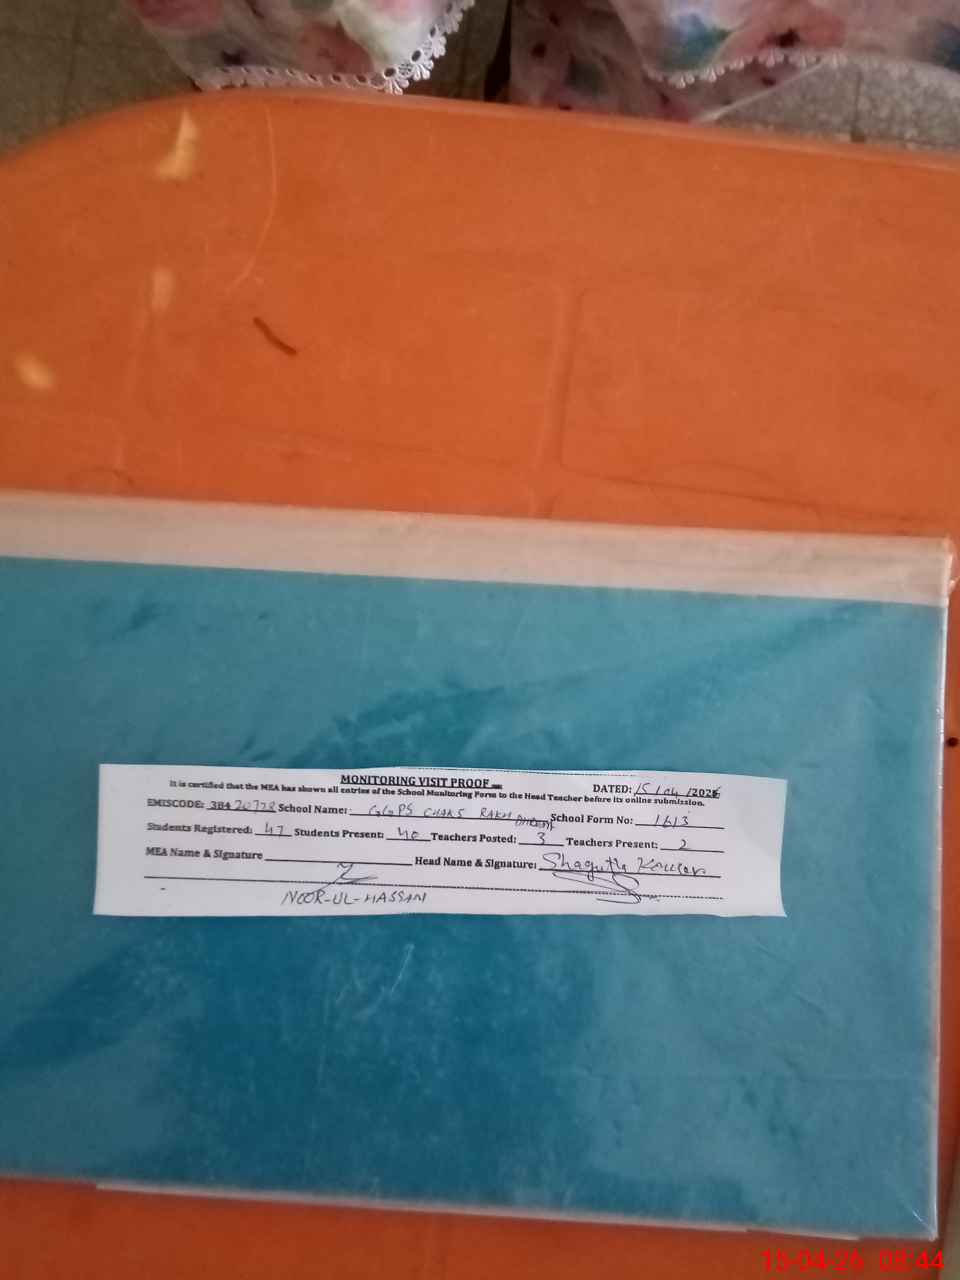 MONITORING VISIT PROOF
DATED: 15/04/2026
It is certified that the MEA has shown all entries of the School Monitoring Form to the Head Teacher before its online submission.
EMISCODE: 38420728 School Name: GGPS CHAK 5 RAKH School Form No: 1613
Students Registered: 47 Students Present: 40 Teachers Posted: 3 Teachers Present: 2
MEA Name & Signature Head Name & Signature: Shagufta Kousar
NOOR-UL-HASSAN
15-04-26 08:44